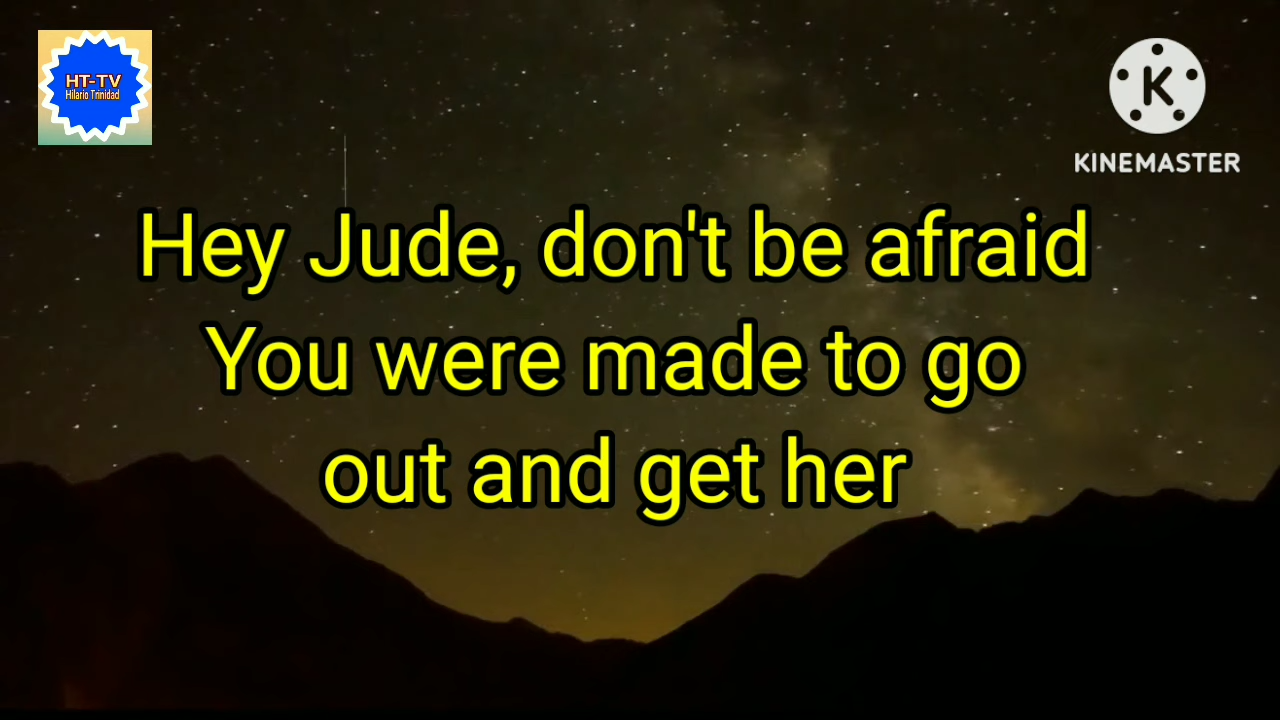 HT-TV
Hilario Trinidad
K
KINEMASTER
Hey Jude, don't be afraid
You were made to go
out and get her